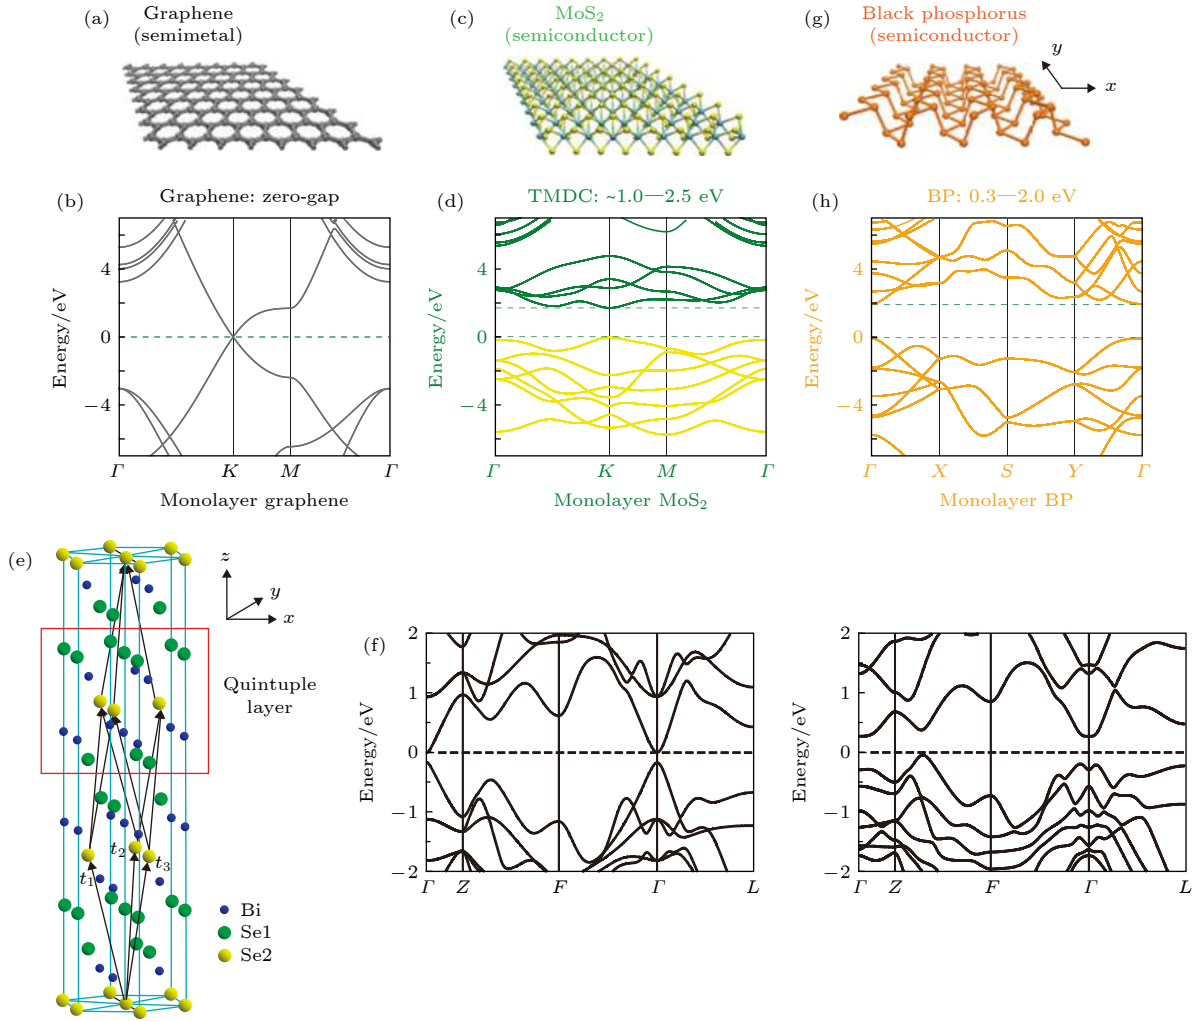 (a) Graphene
(semimetal)
(c) MoS₂
(semiconductor)
(g) Black phosphorus
(semiconductor)
y
x
(b) Graphene: zero-gap
Energy/eV
4
0
−4
Γ K M Γ
Monolayer graphene
(d) TMDC: ~1.0—2.5 eV
Energy/eV
4
0
−4
Γ K M Γ
Monolayer MoS₂
(h) BP: 0.3—2.0 eV
Energy/eV
4
0
−4
Γ X S Y Γ
Monolayer BP
(e)
z
y
x
Quintuple
layer
t₁
t₂
t₃
Bi
Se1
Se2
(f)
Energy/eV
2
1
0
−1
−2
Γ Z F Γ L
Energy/eV
2
1
0
−1
−2
Γ Z F Γ L